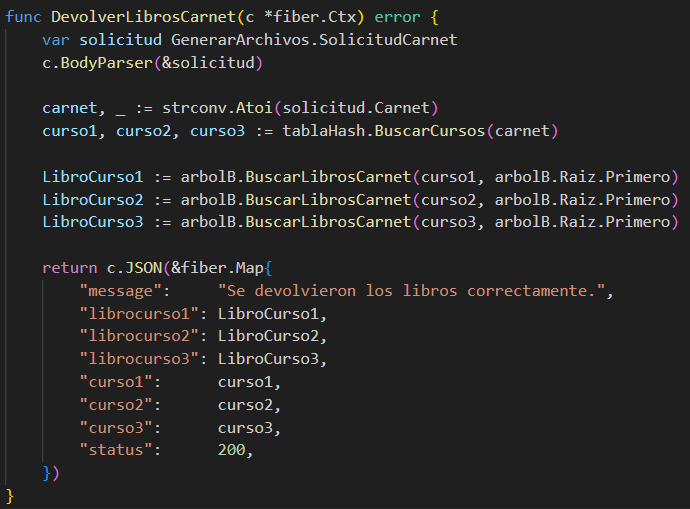 func DevolverLibrosCarnet(c *fiber.Ctx) error {
    var solicitud GenerarArchivos.SolicitudCarnet
    c.BodyParser(&solicitud)

    carnet, _ := strconv.Atoi(solicitud.Carnet)
    curso1, curso2, curso3 := tablaHash.BuscarCursos(carnet)

    LibroCurso1 := arbolB.BuscarLibrosCarnet(curso1, arbolB.Raiz.Primero)
    LibroCurso2 := arbolB.BuscarLibrosCarnet(curso2, arbolB.Raiz.Primero)
    LibroCurso3 := arbolB.BuscarLibrosCarnet(curso3, arbolB.Raiz.Primero)

    return c.JSON(&fiber.Map{
        "message":     "Se devolvieron los libros correctamente.",
        "librocurso1": LibroCurso1,
        "librocurso2": LibroCurso2,
        "librocurso3": LibroCurso3,
        "curso1":      curso1,
        "curso2":      curso2,
        "curso3":      curso3,
        "status":      200,
    })
}